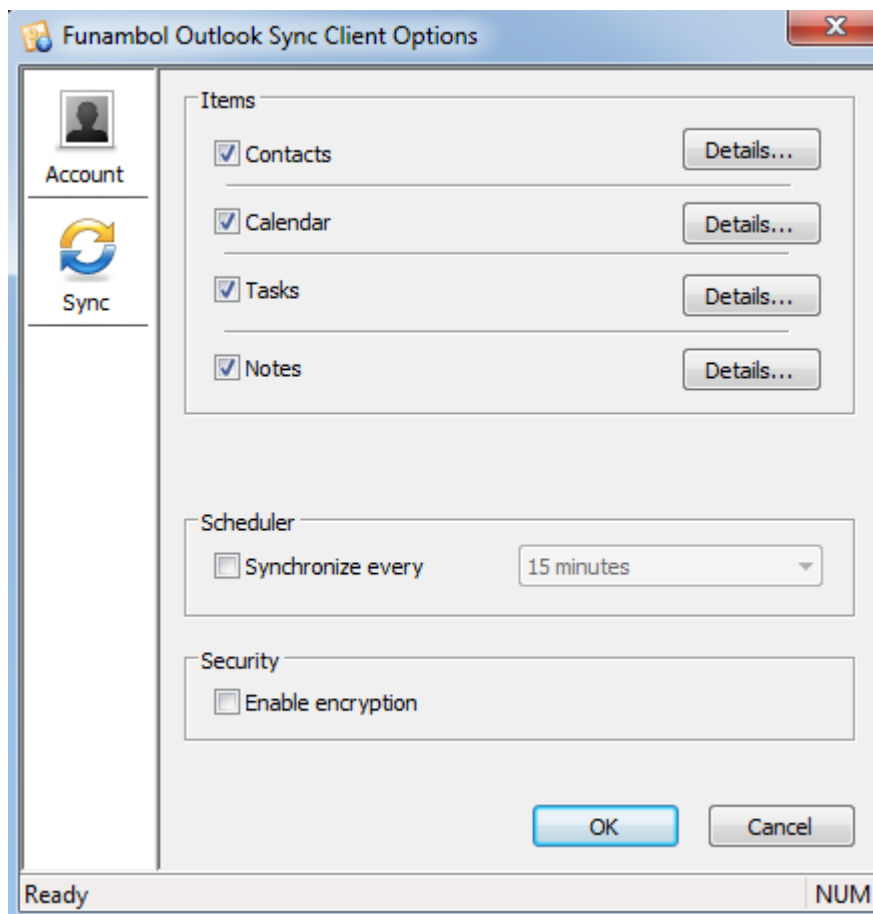 Funambol Outlook Sync Client Options
Account
Sync
Items
Contacts Details...
Calendar Details...
Tasks Details...
Notes Details...
Scheduler
Synchronize every 15 minutes
Security
Enable encryption
OK Cancel
Ready NUM